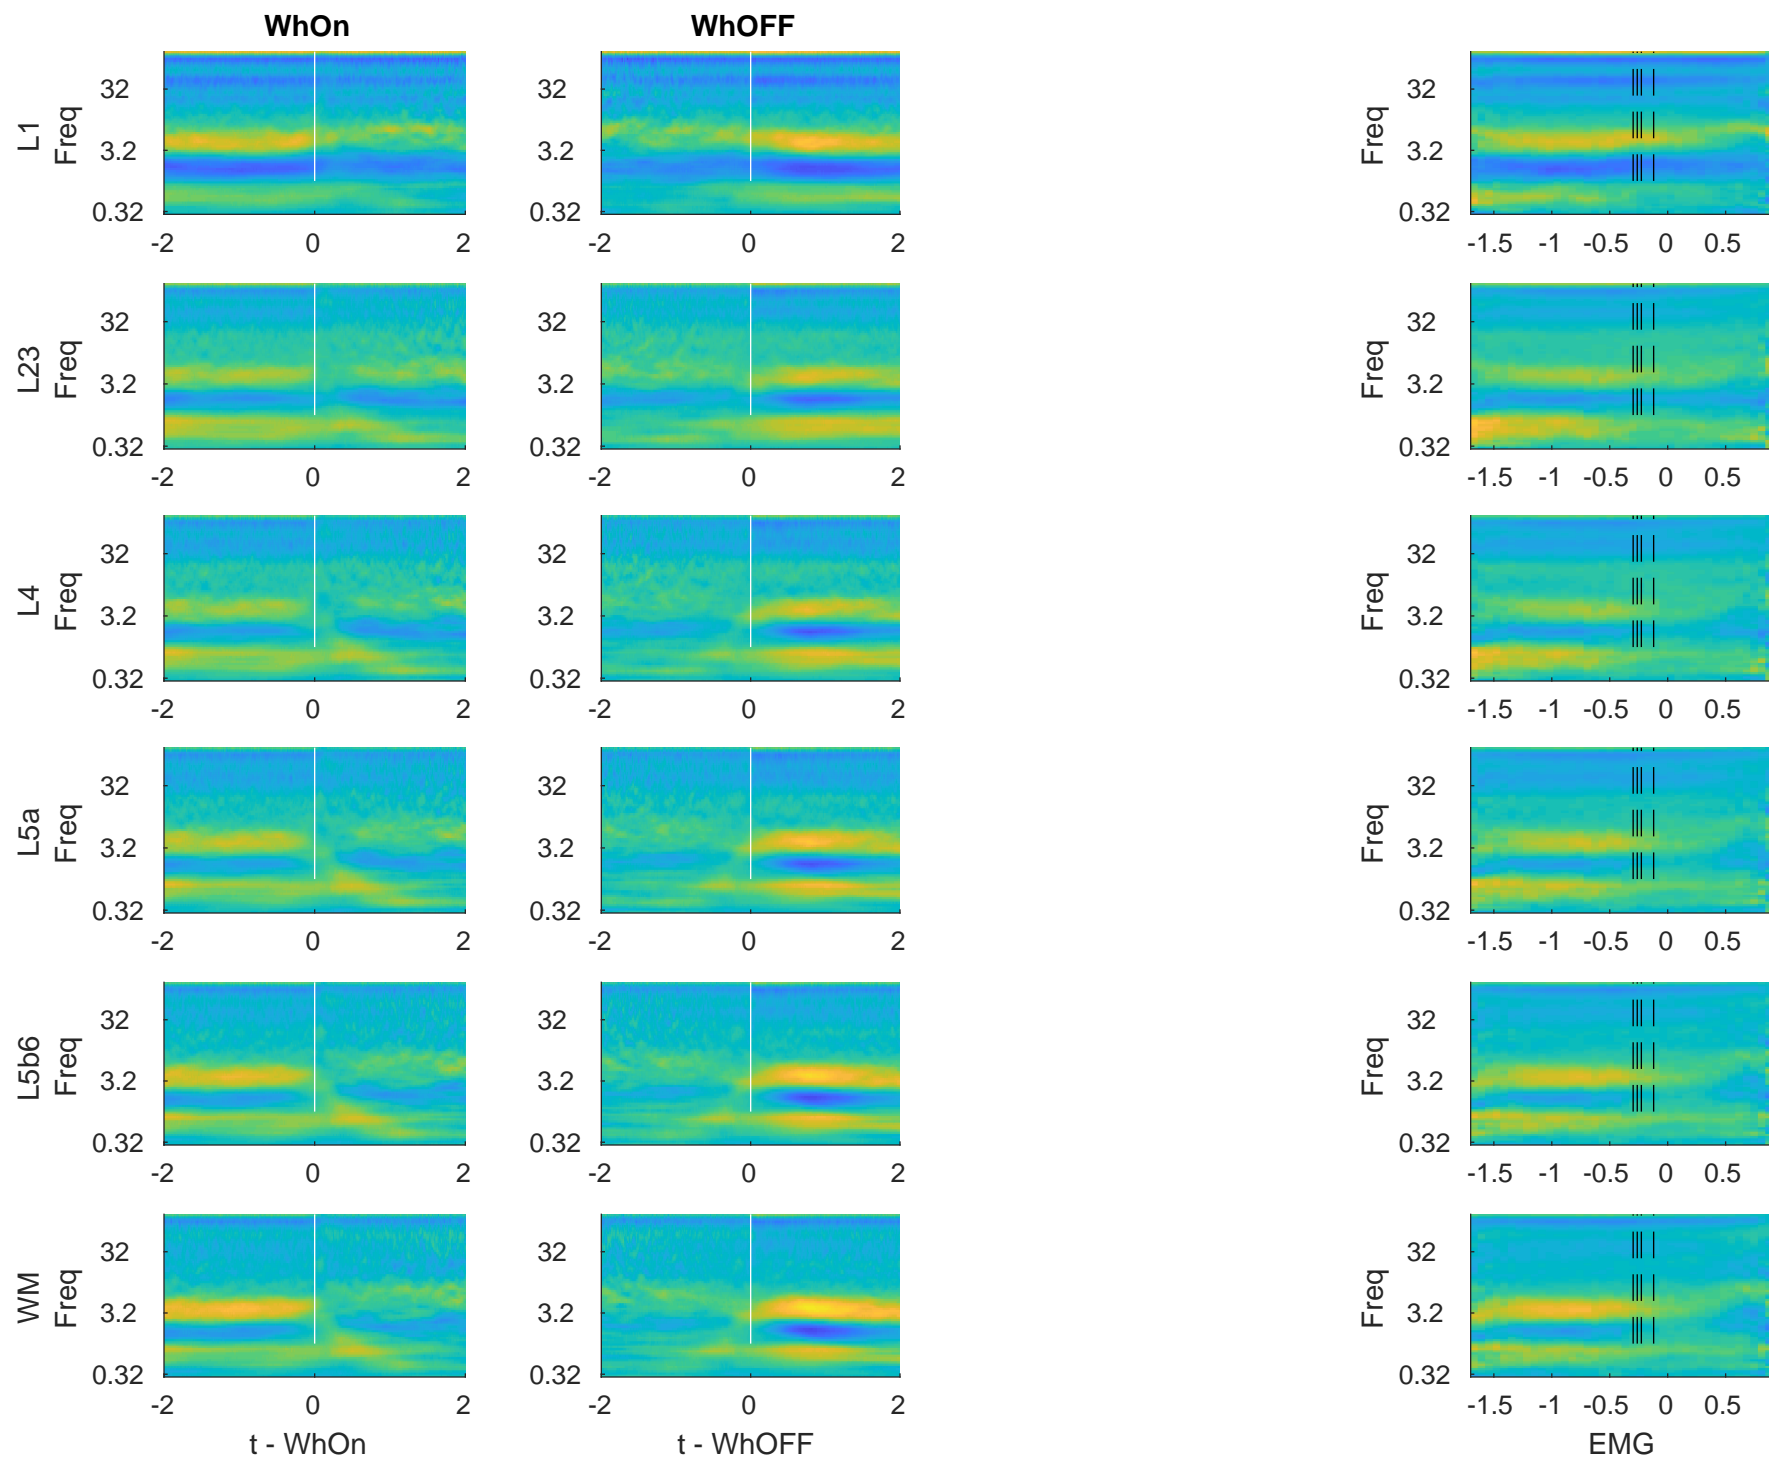 WhOn WhOFF
L1 Freq 32 3.2 0.32 32 3.2 0.32 Freq 32 3.2 0.32
-2 0 2 -2 0 2 -1.5 -1 -0.5 0 0.5
L23 Freq 32 3.2 0.32 32 3.2 0.32 Freq 32 3.2 0.32
-2 0 2 -2 0 2 -1.5 -1 -0.5 0 0.5
L4 Freq 32 3.2 0.32 32 3.2 0.32 Freq 32 3.2 0.32
-2 0 2 -2 0 2 -1.5 -1 -0.5 0 0.5
L5a Freq 32 3.2 0.32 32 3.2 0.32 Freq 32 3.2 0.32
-2 0 2 -2 0 2 -1.5 -1 -0.5 0 0.5
L5b6 Freq 32 3.2 0.32 32 3.2 0.32 Freq 32 3.2 0.32
-2 0 2 -2 0 2 -1.5 -1 -0.5 0 0.5
WM Freq 32 3.2 0.32 32 3.2 0.32 Freq 32 3.2 0.32
-2 0 2 -2 0 2 -1.5 -1 -0.5 0 0.5
t - WhOn t - WhOFF EMG